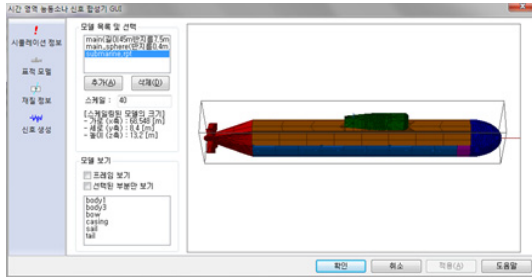 시간 영역 능동소나 신호 합성기 GUI
시뮬레이션 정보
표적 모델
재질 정보
신호 생성
모델 목록 및 선택
main(길이45m반지름7,5m
main_sphere(반지름0,4m
submarine,rpt
추가(A) 삭제(D)
스케일 : 40
[스케일링된 모델의 크기]
- 가로 (x축) : 68,548 [m]
- 세로 (y축) : 8,4 [m]
- 높이 (z축) : 13,2 [m]
모델 보기
프레임 보기
선택된 부분만 보기
body1
body3
bow
casing
sail
tail
확인 취소 적용(A) 도움말